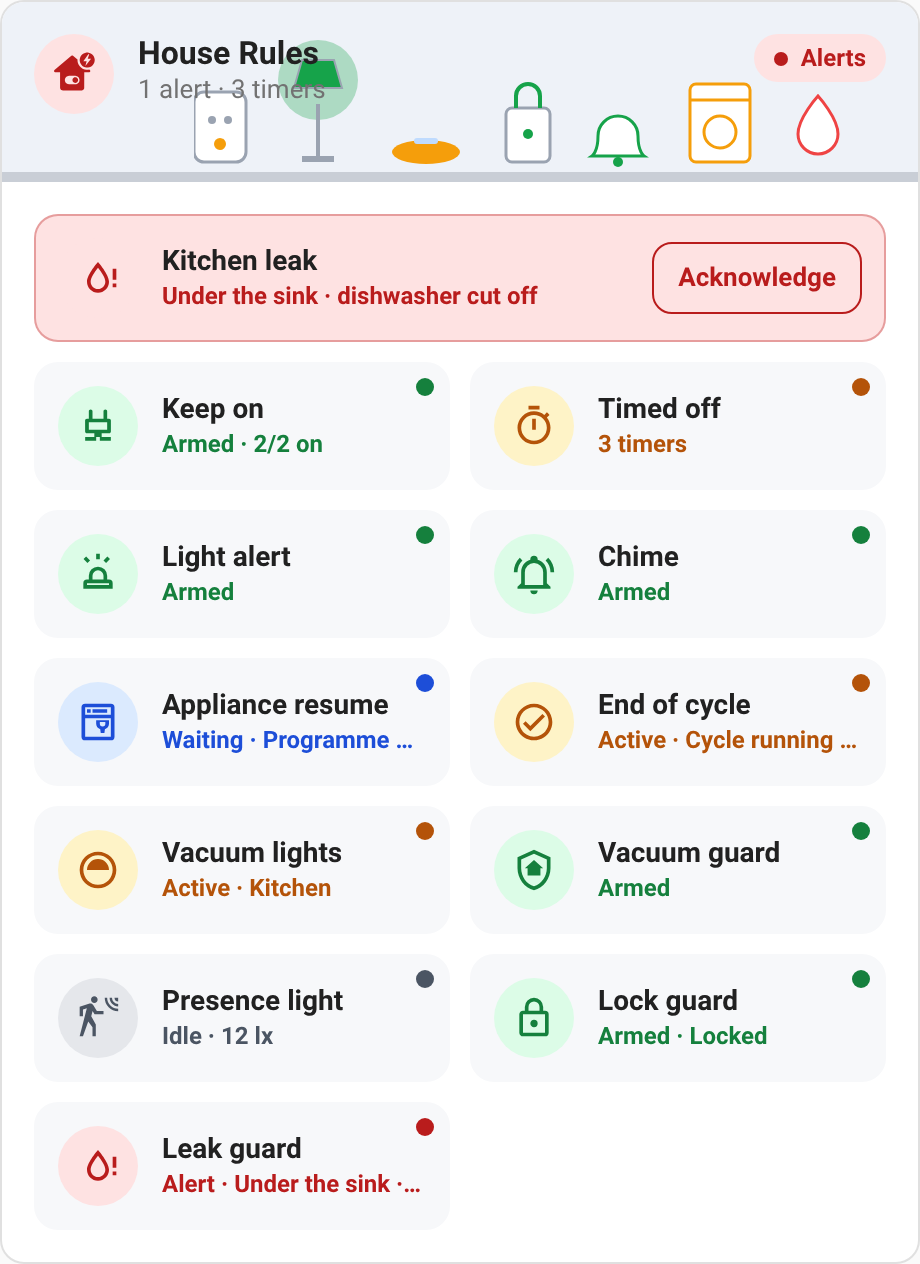 House Rules
1 alert · 3 timers
Alerts
Kitchen leak
Under the sink · dishwasher cut off
Acknowledge
Keep on
Armed · 2/2 on
Timed off
3 timers
Light alert
Armed
Chime
Armed
Appliance resume
Waiting · Programme ...
End of cycle
Active · Cycle running ...
Vacuum lights
Active · Kitchen
Vacuum guard
Armed
Presence light
Idle · 12 lx
Lock guard
Armed · Locked
Leak guard
Alert · Under the sink ·...